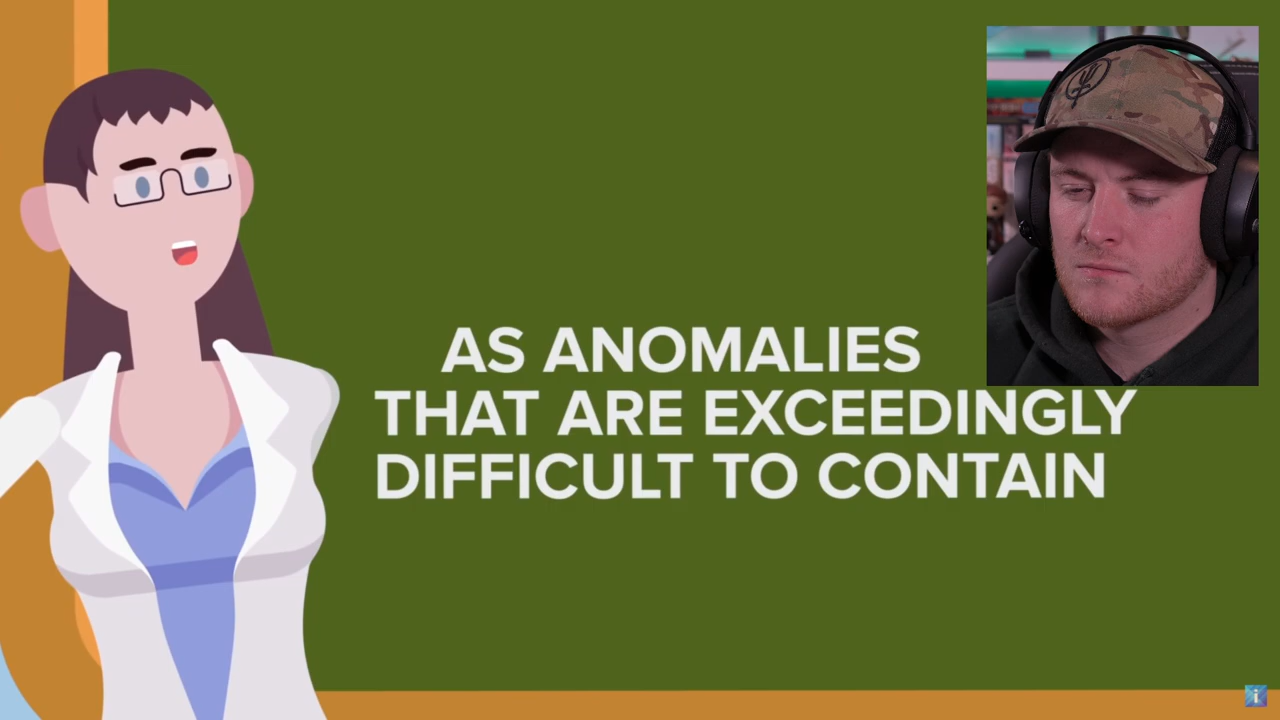 AS ANOMALIES
THAT ARE EXCEEDINGLY
DIFFICULT TO CONTAIN